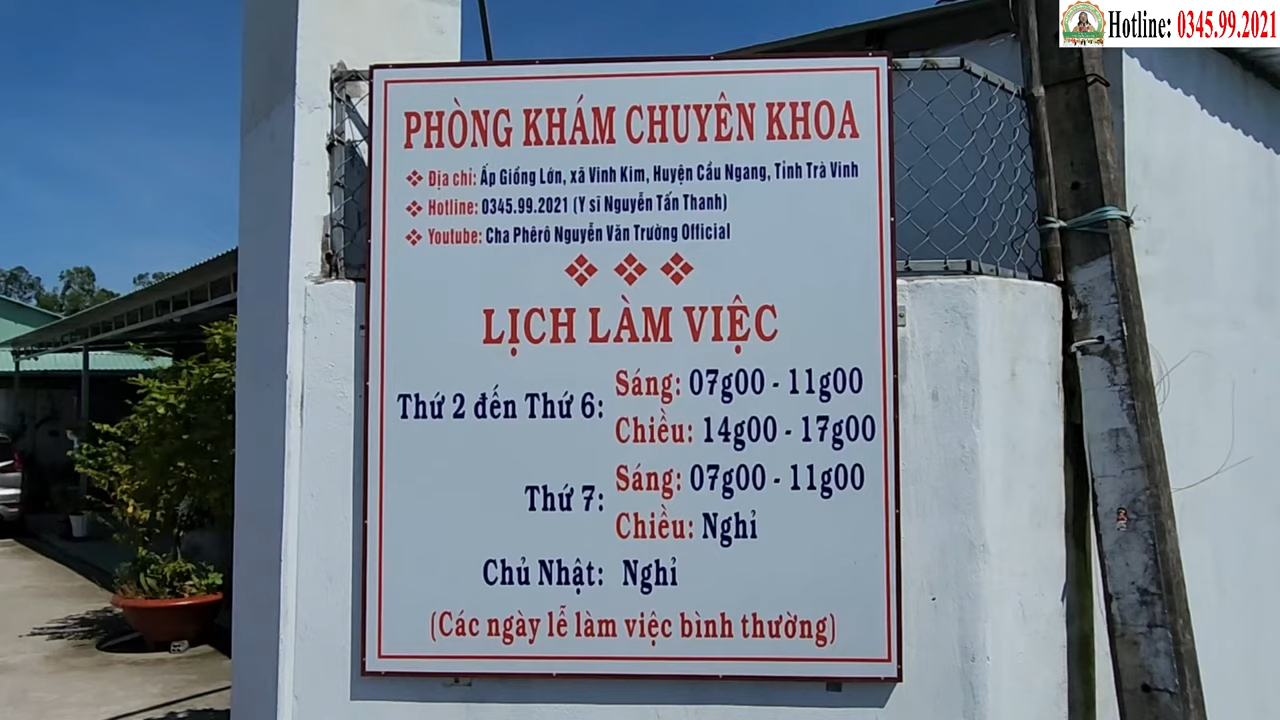 Hotline: 0345.99.2021
PHÒNG KHÁM CHUYÊN KHOA
Địa chỉ: Ấp Giồng Lớn, xã Vinh Kim, Huyện Cầu Ngang, Tỉnh Trà Vinh
Hotline: 0345.99.2021 (Y sĩ Nguyễn Tấn Thanh)
Youtube: Cha Phêrô Nguyễn Văn Trường Official
LỊCH LÀM VIỆC
Thứ 2 đến Thứ 6: Sáng: 07g00 - 11g00
Chiều: 14g00 - 17g00
Thứ 7: Sáng: 07g00 - 11g00
Chiều: Nghỉ
Chủ Nhật: Nghỉ
(Các ngày lễ làm việc bình thường)